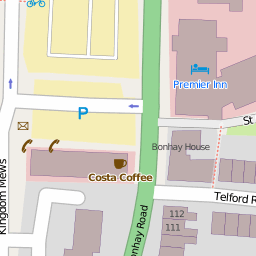 Premier Inn
P
St
Bonhay House
Costa Coffee
Kingdom Mews
Telford R
112
111
onhay Road